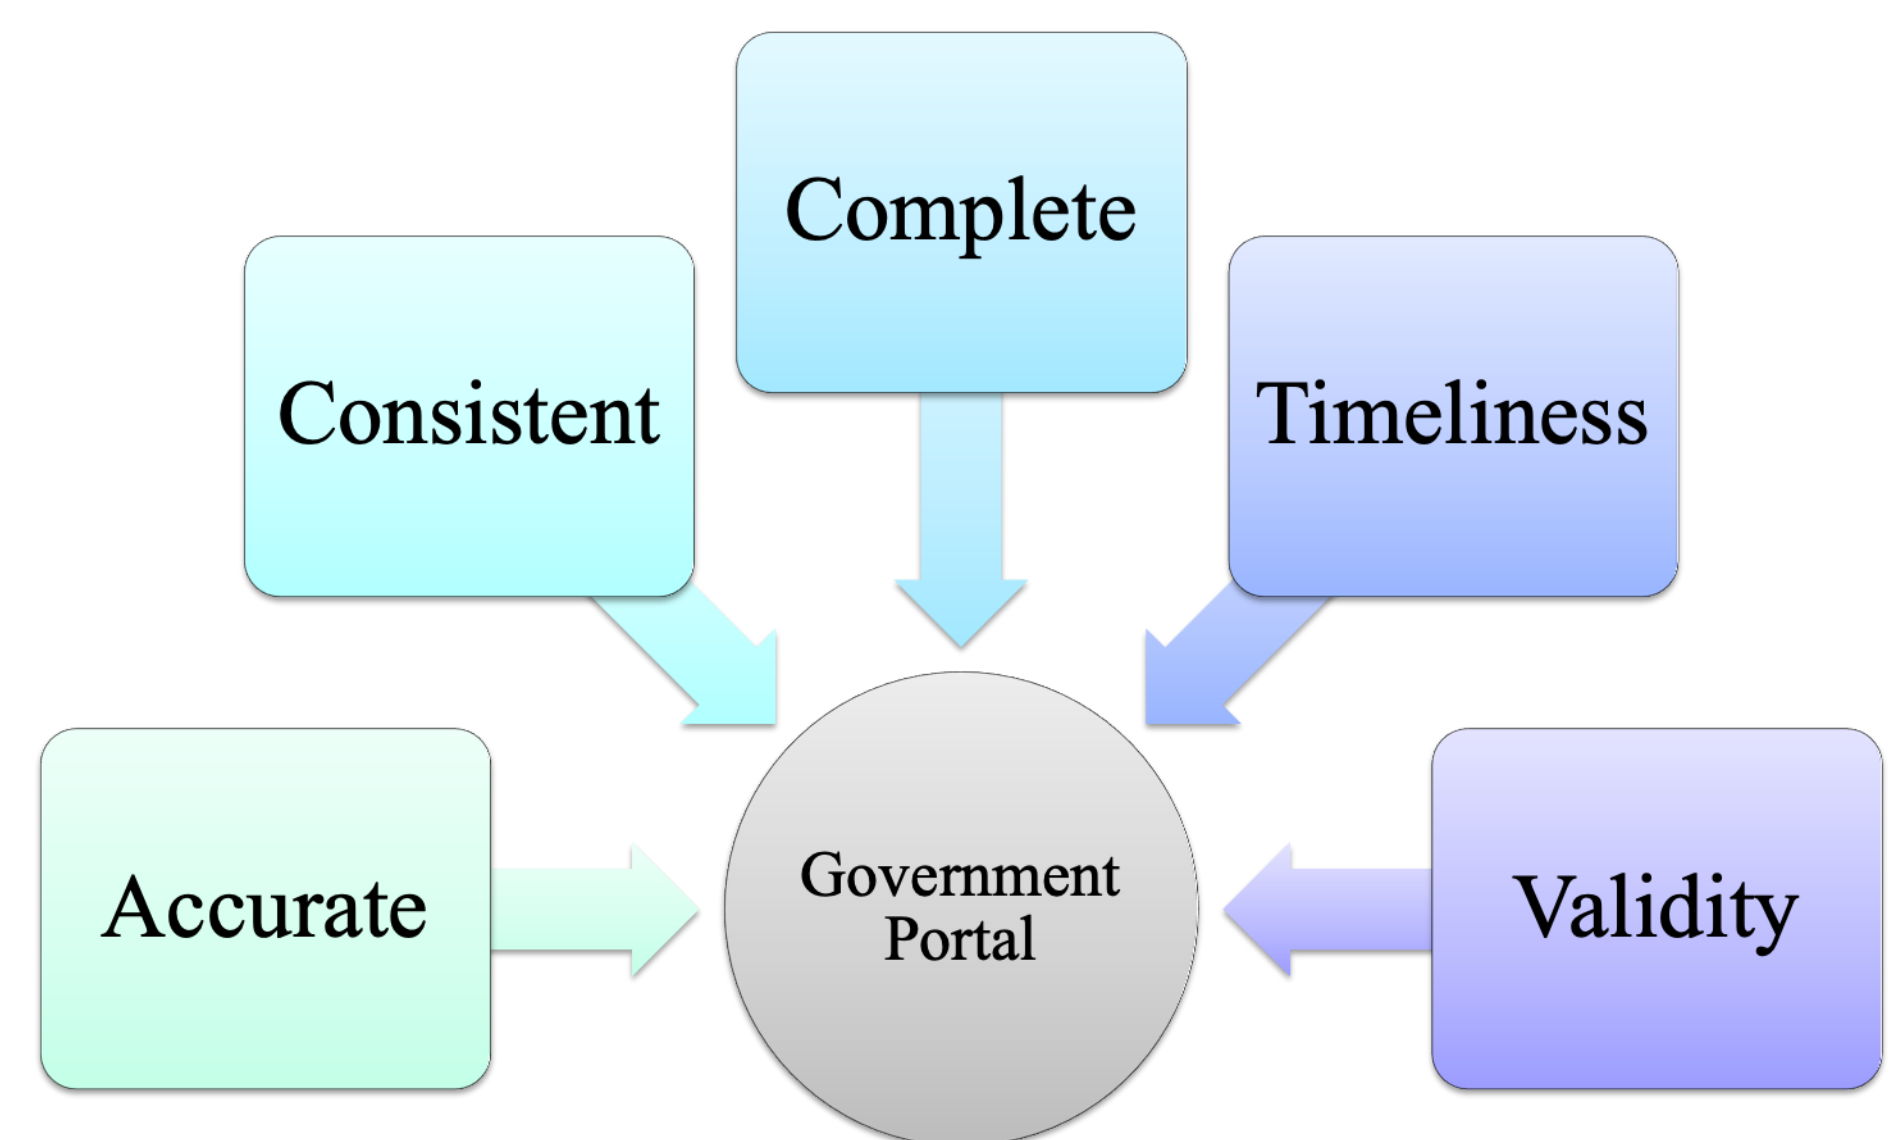 Complete
Consistent
Timeliness
Accurate
Government
Portal
Validity